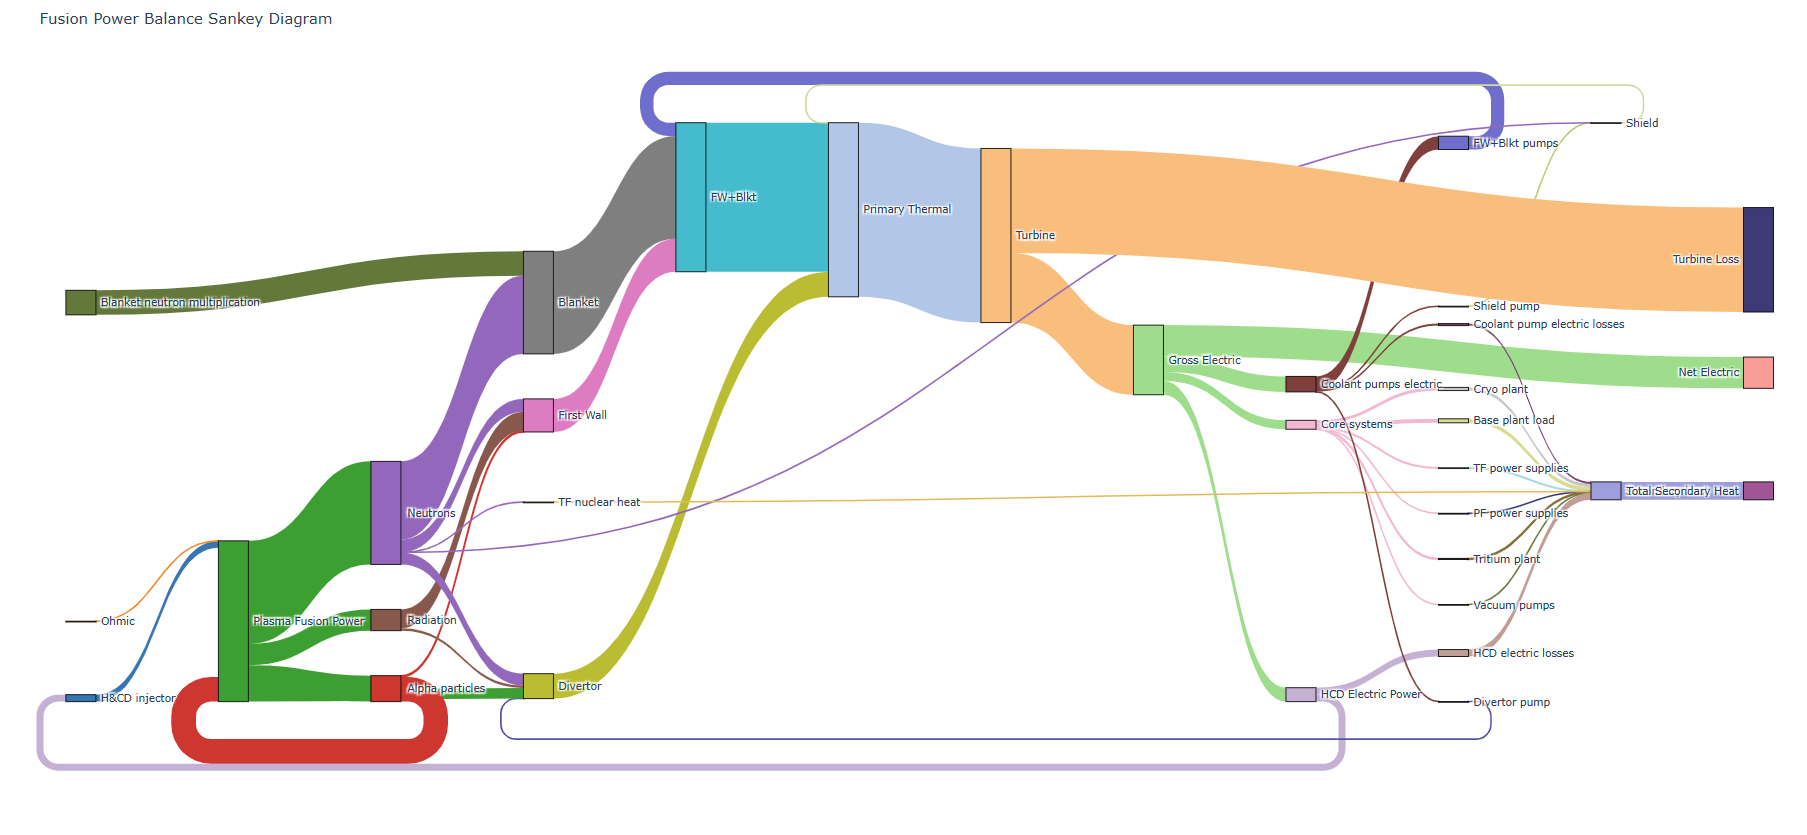 Fusion Power Balance Sankey Diagram
Shield
FW+Blkt pumps
FW+Blkt
Primary Thermal
Turbine
Turbine Loss
Blanket neutron multiplication
Blanket
Shield pump
Coolant pump electric losses
Gross Electric
Net Electric
Coolant pumps electric
Cryo plant
First Wall
Core systems
Base plant load
TF power supplies
Total Secondary Heat
TF nuclear heat
Neutrons
PF power supplies
Tritium plant
Vacuum pumps
Ohmic
Plasma Fusion Power
Radiation
HCD electric losses
Alpha particles
Divertor
H&CD injector
HCD Electric Power
Divertor pump